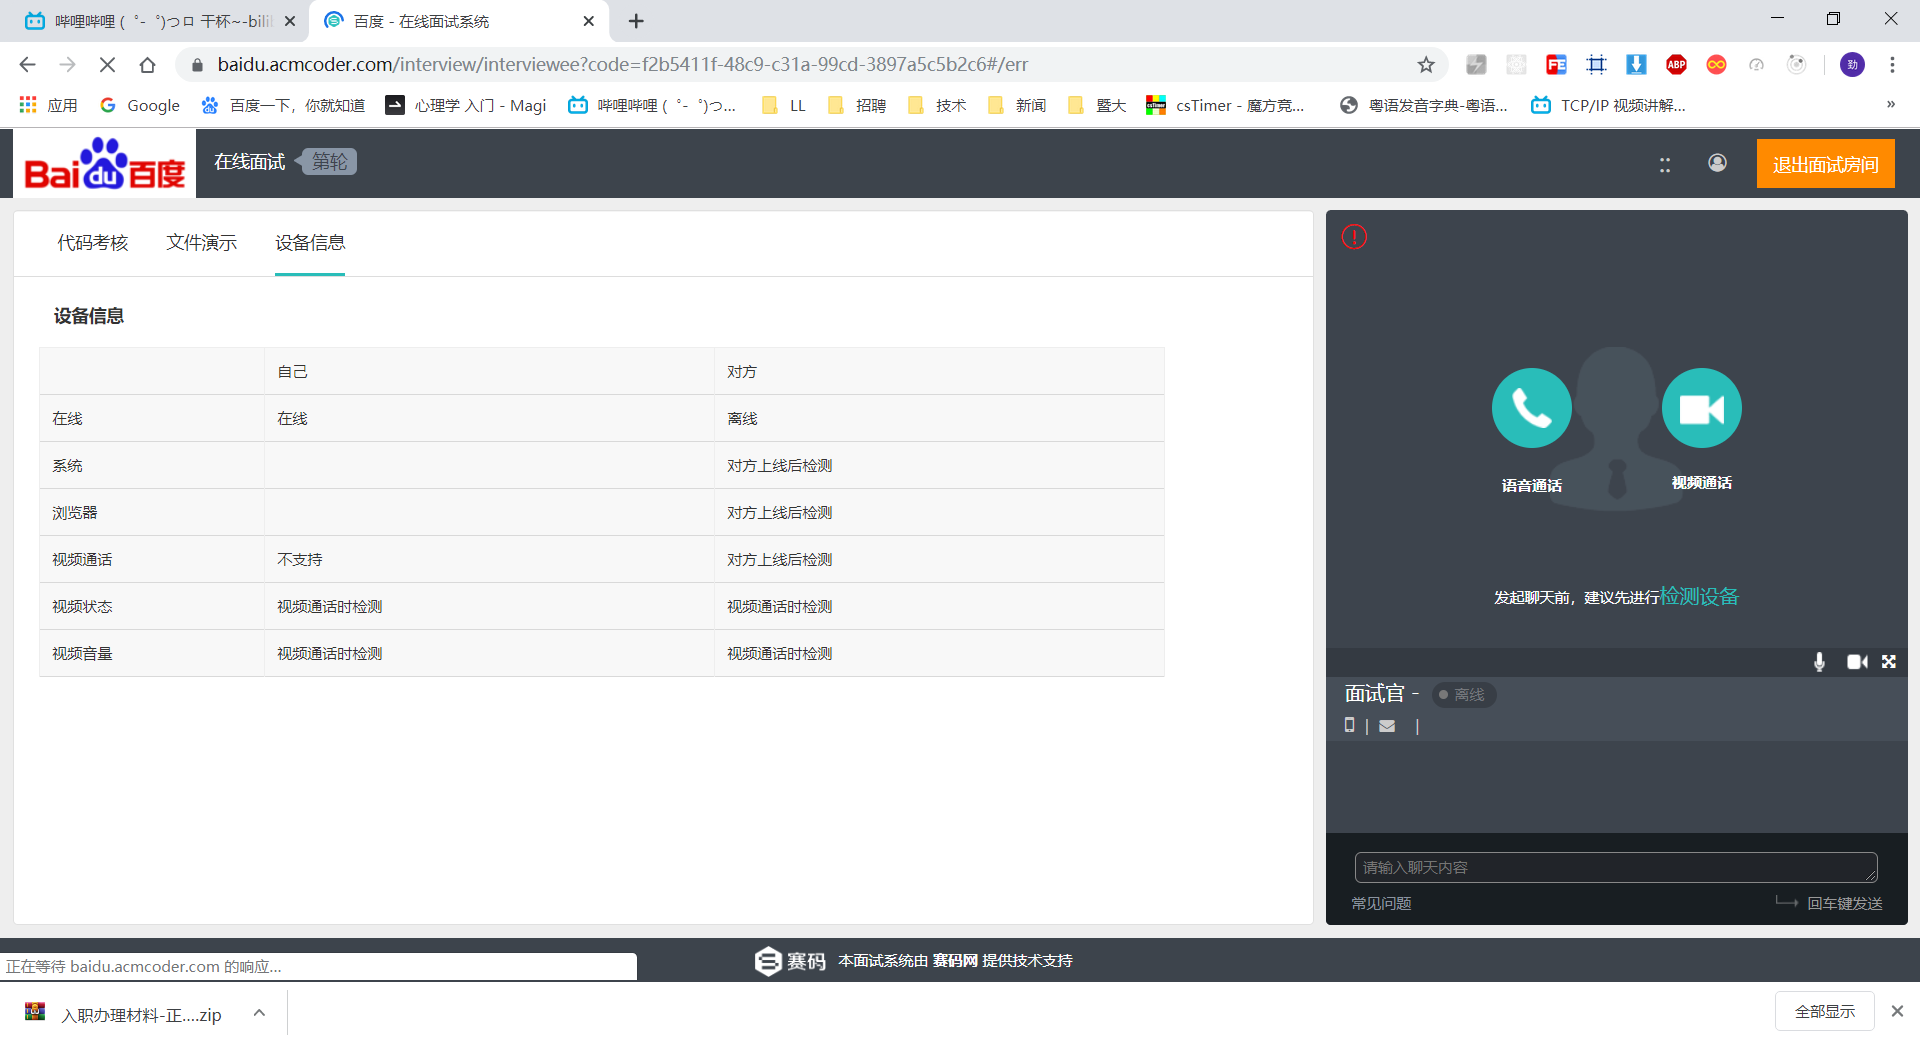 哔哩哔哩 (゜-゜)つロ 干杯~-bili
百度 - 在线面试系统
baidu.acmcoder.com/interview/interviewee?code=f2b5411f-48c9-c31a-99cd-3897a5c5b2c6#/err
FE
ABP
勤
应用
Google
百度一下，你就知道
心理学 入门 - Magi
哔哩哔哩 (゜-゜)つ...
LL
招聘
技术
新闻
暨大
csTimer - 魔方竞...
粤语发音字典-粤语...
TCP/IP 视频讲解...
»
Bai du 百度
在线面试
第轮
退出面试房间
代码考核
文件演示
设备信息
设备信息
自己 对方
在线 在线 离线
系统 对方上线后检测
浏览器 对方上线后检测
视频通话 不支持 对方上线后检测
视频状态 视频通话时检测 视频通话时检测
视频音量 视频通话时检测 视频通话时检测
语音通话
视频通话
发起聊天前，建议先进行检测设备
面试官 - 离线
| |
请输入聊天内容
常见问题
回车键发送
正在等待 baidu.acmcoder.com 的响应...
赛码 本面试系统由 赛码网 提供技术支持
入职办理材料-正....zip
全部显示